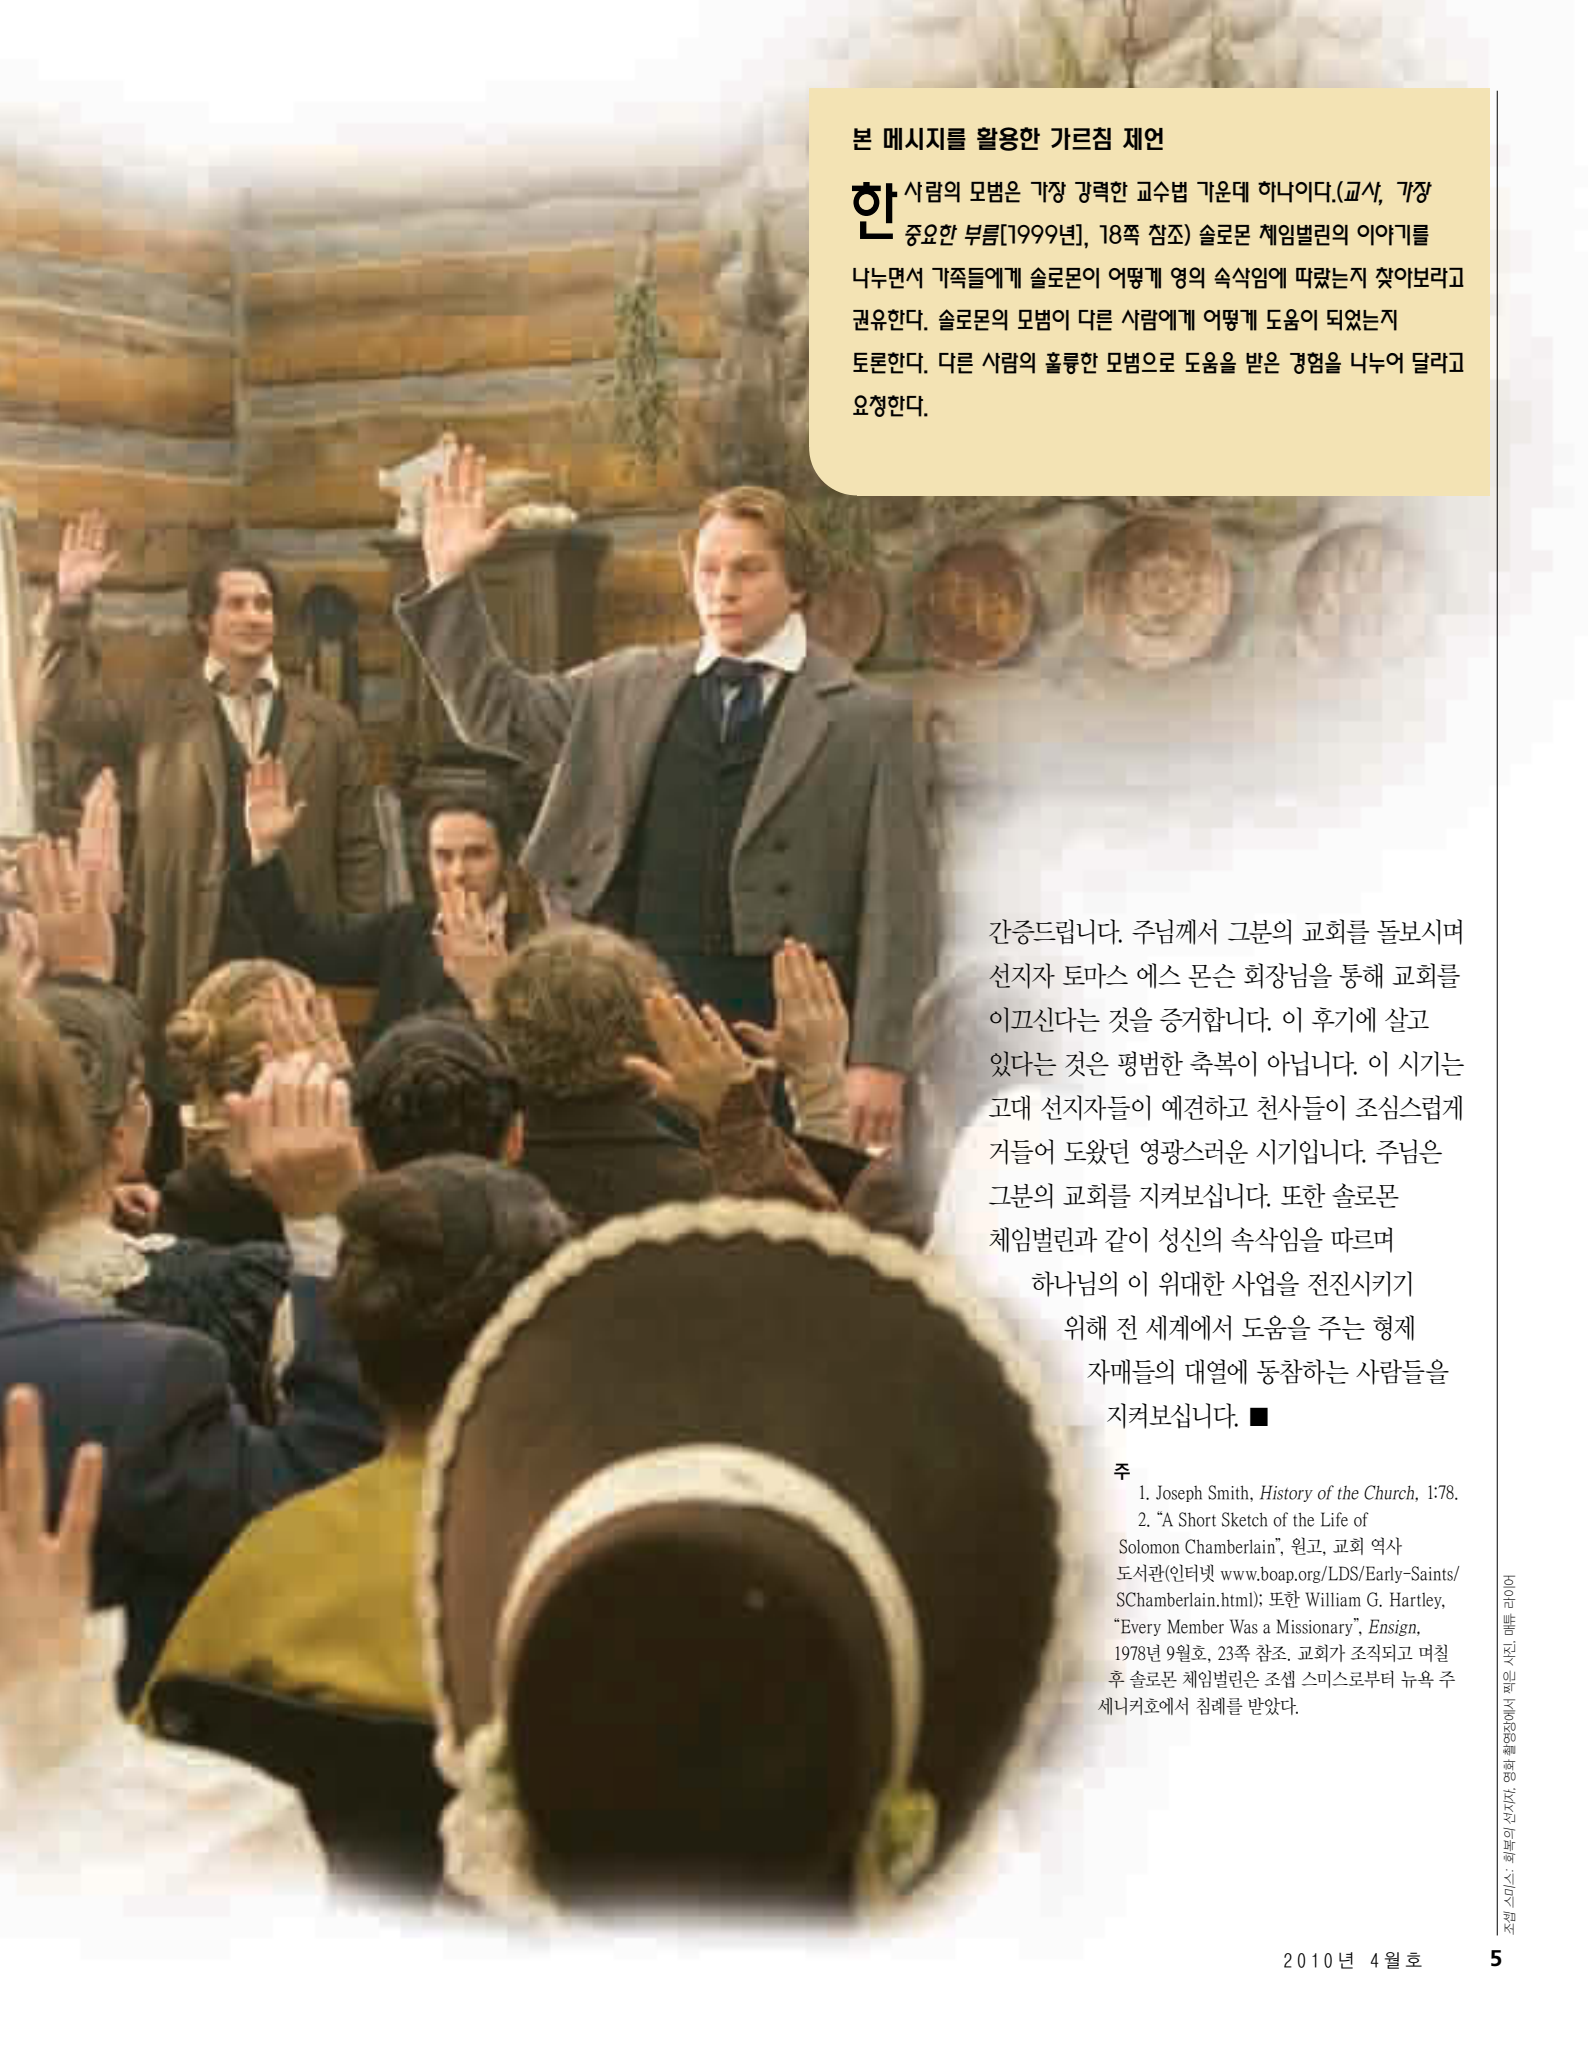 본 메시지를 활용한 가르침 제언
한 사람의 모범은 가장 강력한 교수법 가운데 하나이다.(교사, 가장
중요한 부름[1999년], 18쪽 참조) 솔로몬 체임벌린의 이야기를
나누면서 가족들에게 솔로몬이 어떻게 영의 속삭임에 따랐는지 찾아보라고
권유한다. 솔로몬의 모범이 다른 사람에게 어떻게 도움이 되었는지
토론한다. 다른 사람의 훌륭한 모범으로 도움을 받은 경험을 나누어 달라고
요청한다.
간증드립니다. 주님께서 그분의 교회를 돌보시며
선지자 토마스 에스 몬슨 회장님을 통해 교회를
이끄신다는 것을 증거합니다. 이 후기에 살고
있다는 것은 평범한 축복이 아닙니다. 이 시기는
고대 선지자들이 예견하고 천사들이 조심스럽게
거들어 도왔던 영광스러운 시기입니다. 주님은
그분의 교회를 지켜보십니다. 또한 솔로몬
체임벌린과 같이 성신의 속삭임을 따르며
하나님의 이 위대한 사업을 전진시키기
위해 전 세계에서 도움을 주는 형제
자매들의 대열에 동참하는 사람들을
지켜보십니다. ■
주
1. Joseph Smith, History of the Church, 1:78.
2. “A Short Sketch of the Life of
Solomon Chamberlain”, 원고, 교회 역사
도서관(인터넷 www.boap.org/LDS/Early-Saints/
SChamberlain.html); 또한 William G. Hartley,
“Every Member Was a Missionary”, Ensign,
1978년 9월호, 23쪽 참조. 교회가 조직되고 며칠
후 솔로몬 체임벌린은 조셉 스미스로부터 뉴욕 주
세니커호에서 침례를 받았다.
조셉 스미스: 회복의 선지자, 영화 촬영장에서 찍은 사진, 매튜 라이어
2010년 4월호 5